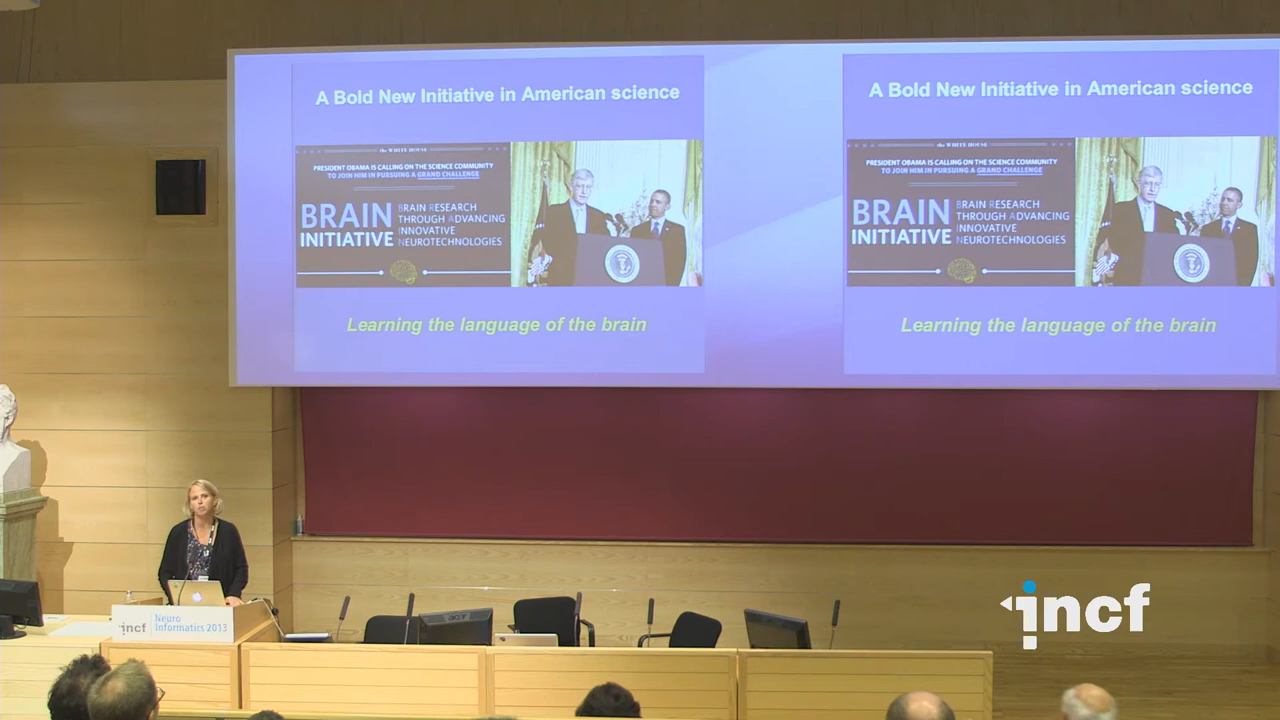 A Bold New Initiative in American science
the WHITE HOUSE
PRESIDENT OBAMA IS CALLING ON THE SCIENCE COMMUNITY
TO JOIN HIM IN PURSUING A GRAND CHALLENGE
BRAIN
INITIATIVE
BRAIN RESEARCH
THROUGH ADVANCING
INNOVATIVE
NEUROTECHNOLOGIES
Learning the language of the brain
A Bold New Initiative in American science
the WHITE HOUSE
PRESIDENT OBAMA IS CALLING ON THE SCIENCE COMMUNITY
TO JOIN HIM IN PURSUING A GRAND CHALLENGE
BRAIN
INITIATIVE
BRAIN RESEARCH
THROUGH ADVANCING
INNOVATIVE
NEUROTECHNOLOGIES
Learning the language of the brain
incf
Neuro
Informatics 2013
acer
incf